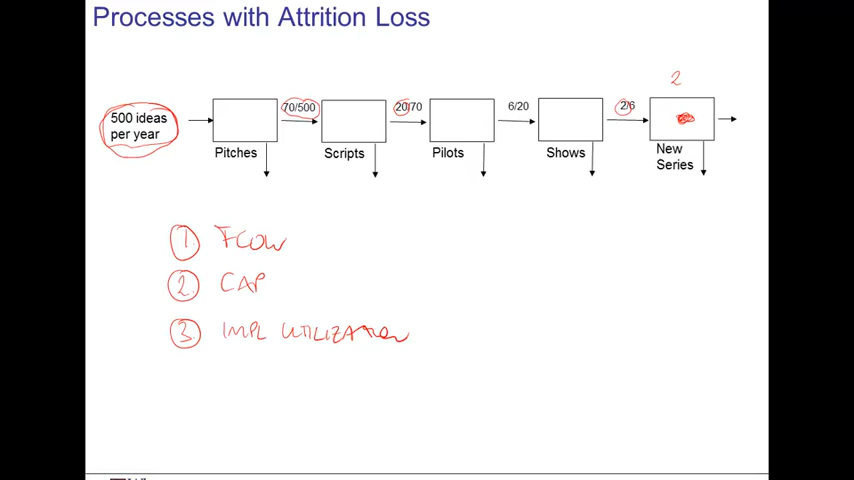 Processes with Attrition Loss
2
500 ideas
per year
70/500
20/70
6/20
2/6
Pitches
Scripts
Pilots
Shows
New
Series
1. FLOW
2. CAP
3. IMPL UTILIZATION